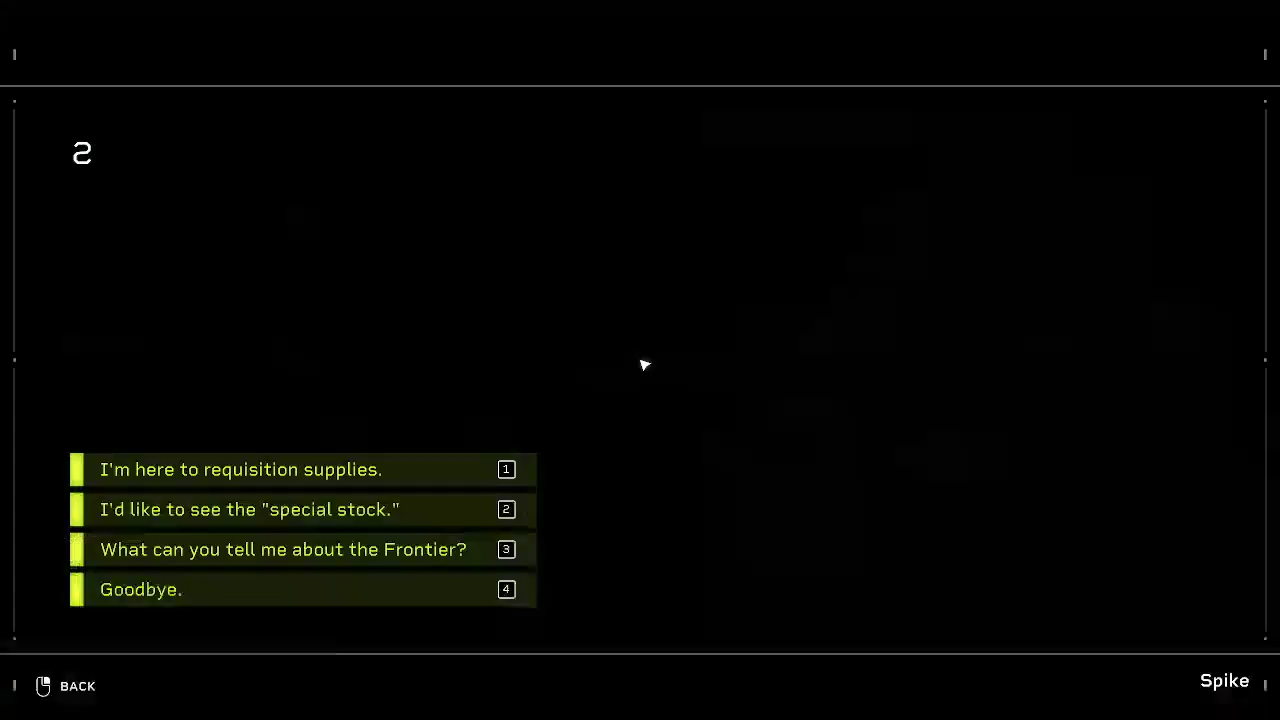 2
I'm here to requisition supplies. 1
I'd like to see the "special stock." 2
What can you tell me about the Frontier? 3
Goodbye. 4
BACK
Spike